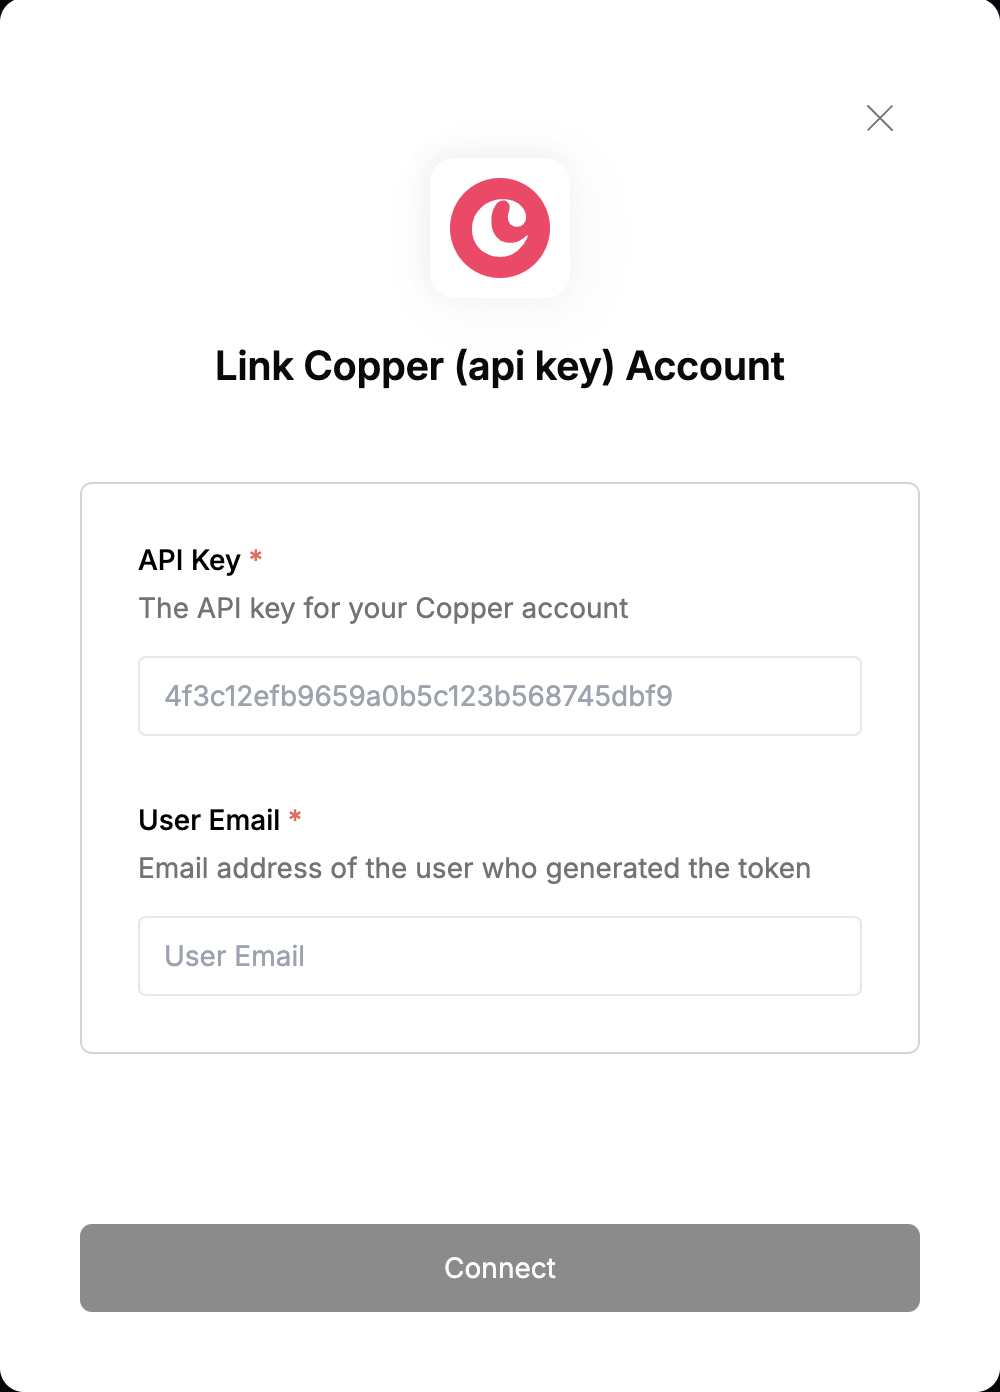 Link Copper (api key) Account
API Key *
The API key for your Copper account
4f3c12efb9659a0b5c123b568745dbf9
User Email *
Email address of the user who generated the token
User Email
Connect